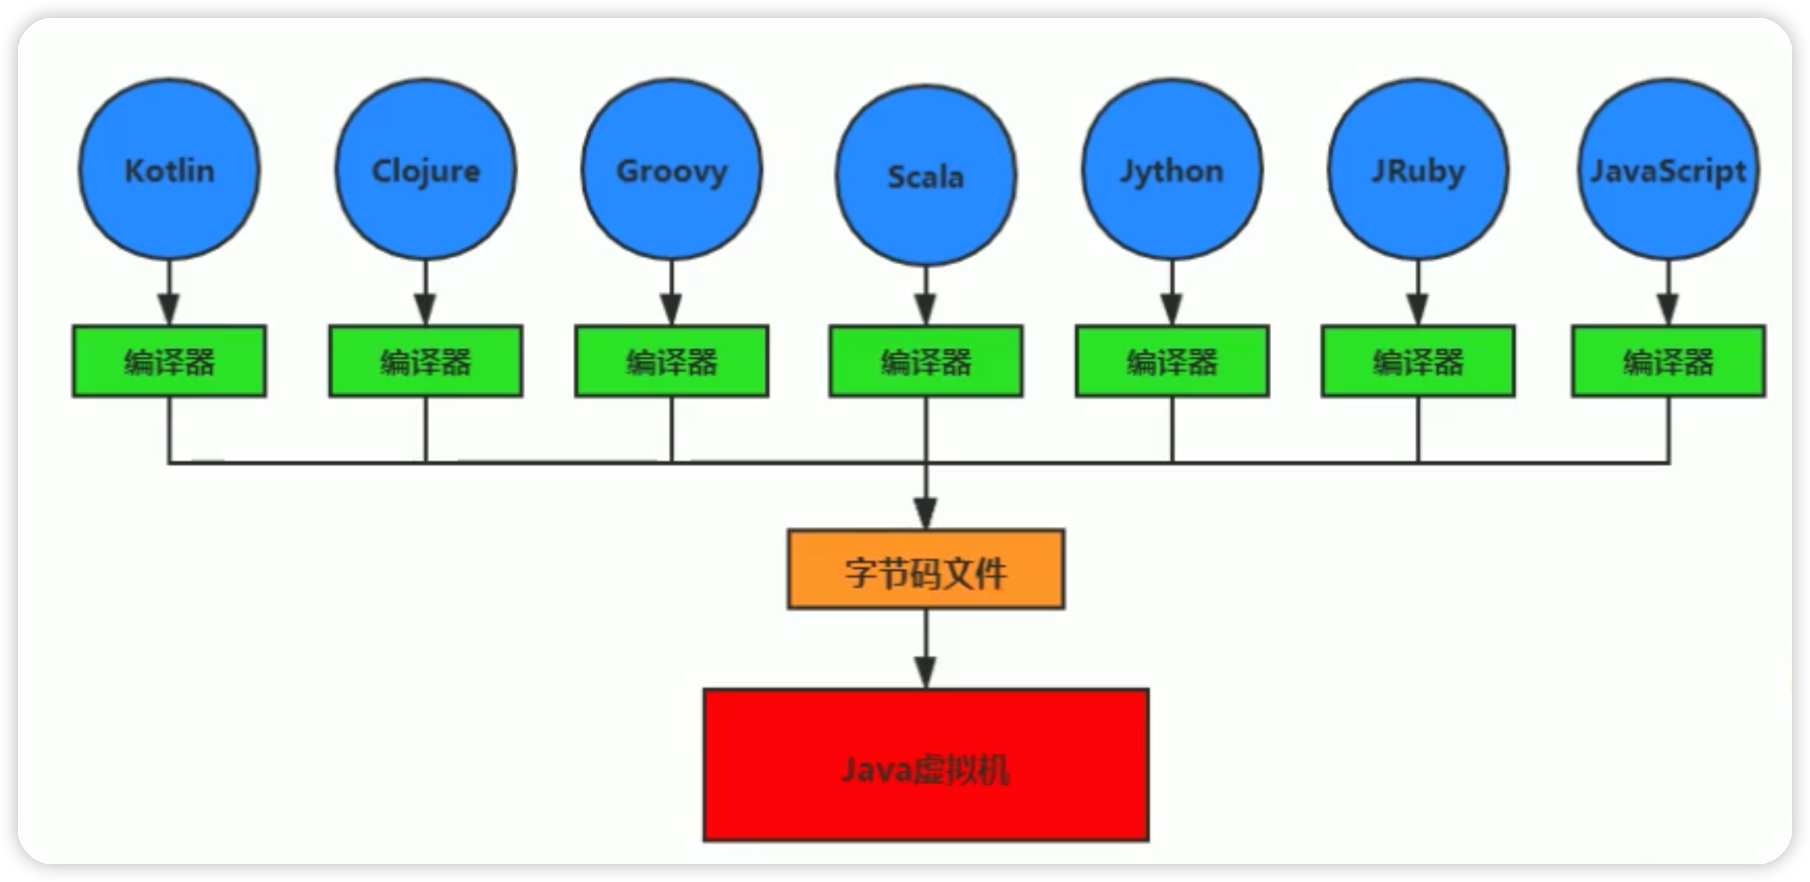 Kotlin
Clojure
Groovy
Scala
Jython
JRuby
JavaScript
编译器
编译器
编译器
编译器
编译器
编译器
编译器
字节码文件
Java虚拟机